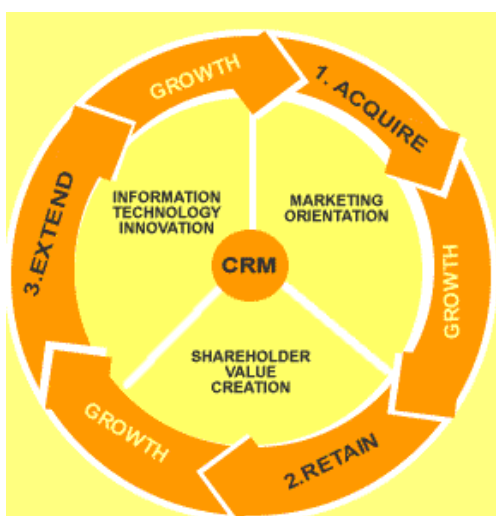 GROWTH
1. ACQUIRE
GROWTH
2.RETAIN
GROWTH
3.EXTEND
INFORMATION
TECHNOLOGY
INNOVATION
MARKETING
ORIENTATION
CRM
SHAREHOLDER
VALUE
CREATION